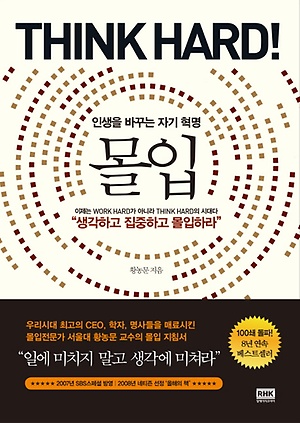 THINK HARD!
인생을 바꾸는 자기 혁명
몰입
이제는 WORK HARD가 아니라 THINK HARD의 시대다
“생각하고 집중하고 몰입하라”
황농문 지음
우리시대 최고의 CEO, 학자, 명사들을 매료시킨
몰입전문가 서울대 황농문 교수의 몰입 지침서
“일에 미치지 말고 생각에 미쳐라”
★★★★★ 2007년 SBS스페셜 방영 | 2008년 네티즌 선정 ‘올해의 책’ ★★★★★
100쇄 돌파!
8년 연속
베스트셀러
RHK
알에이치코리아